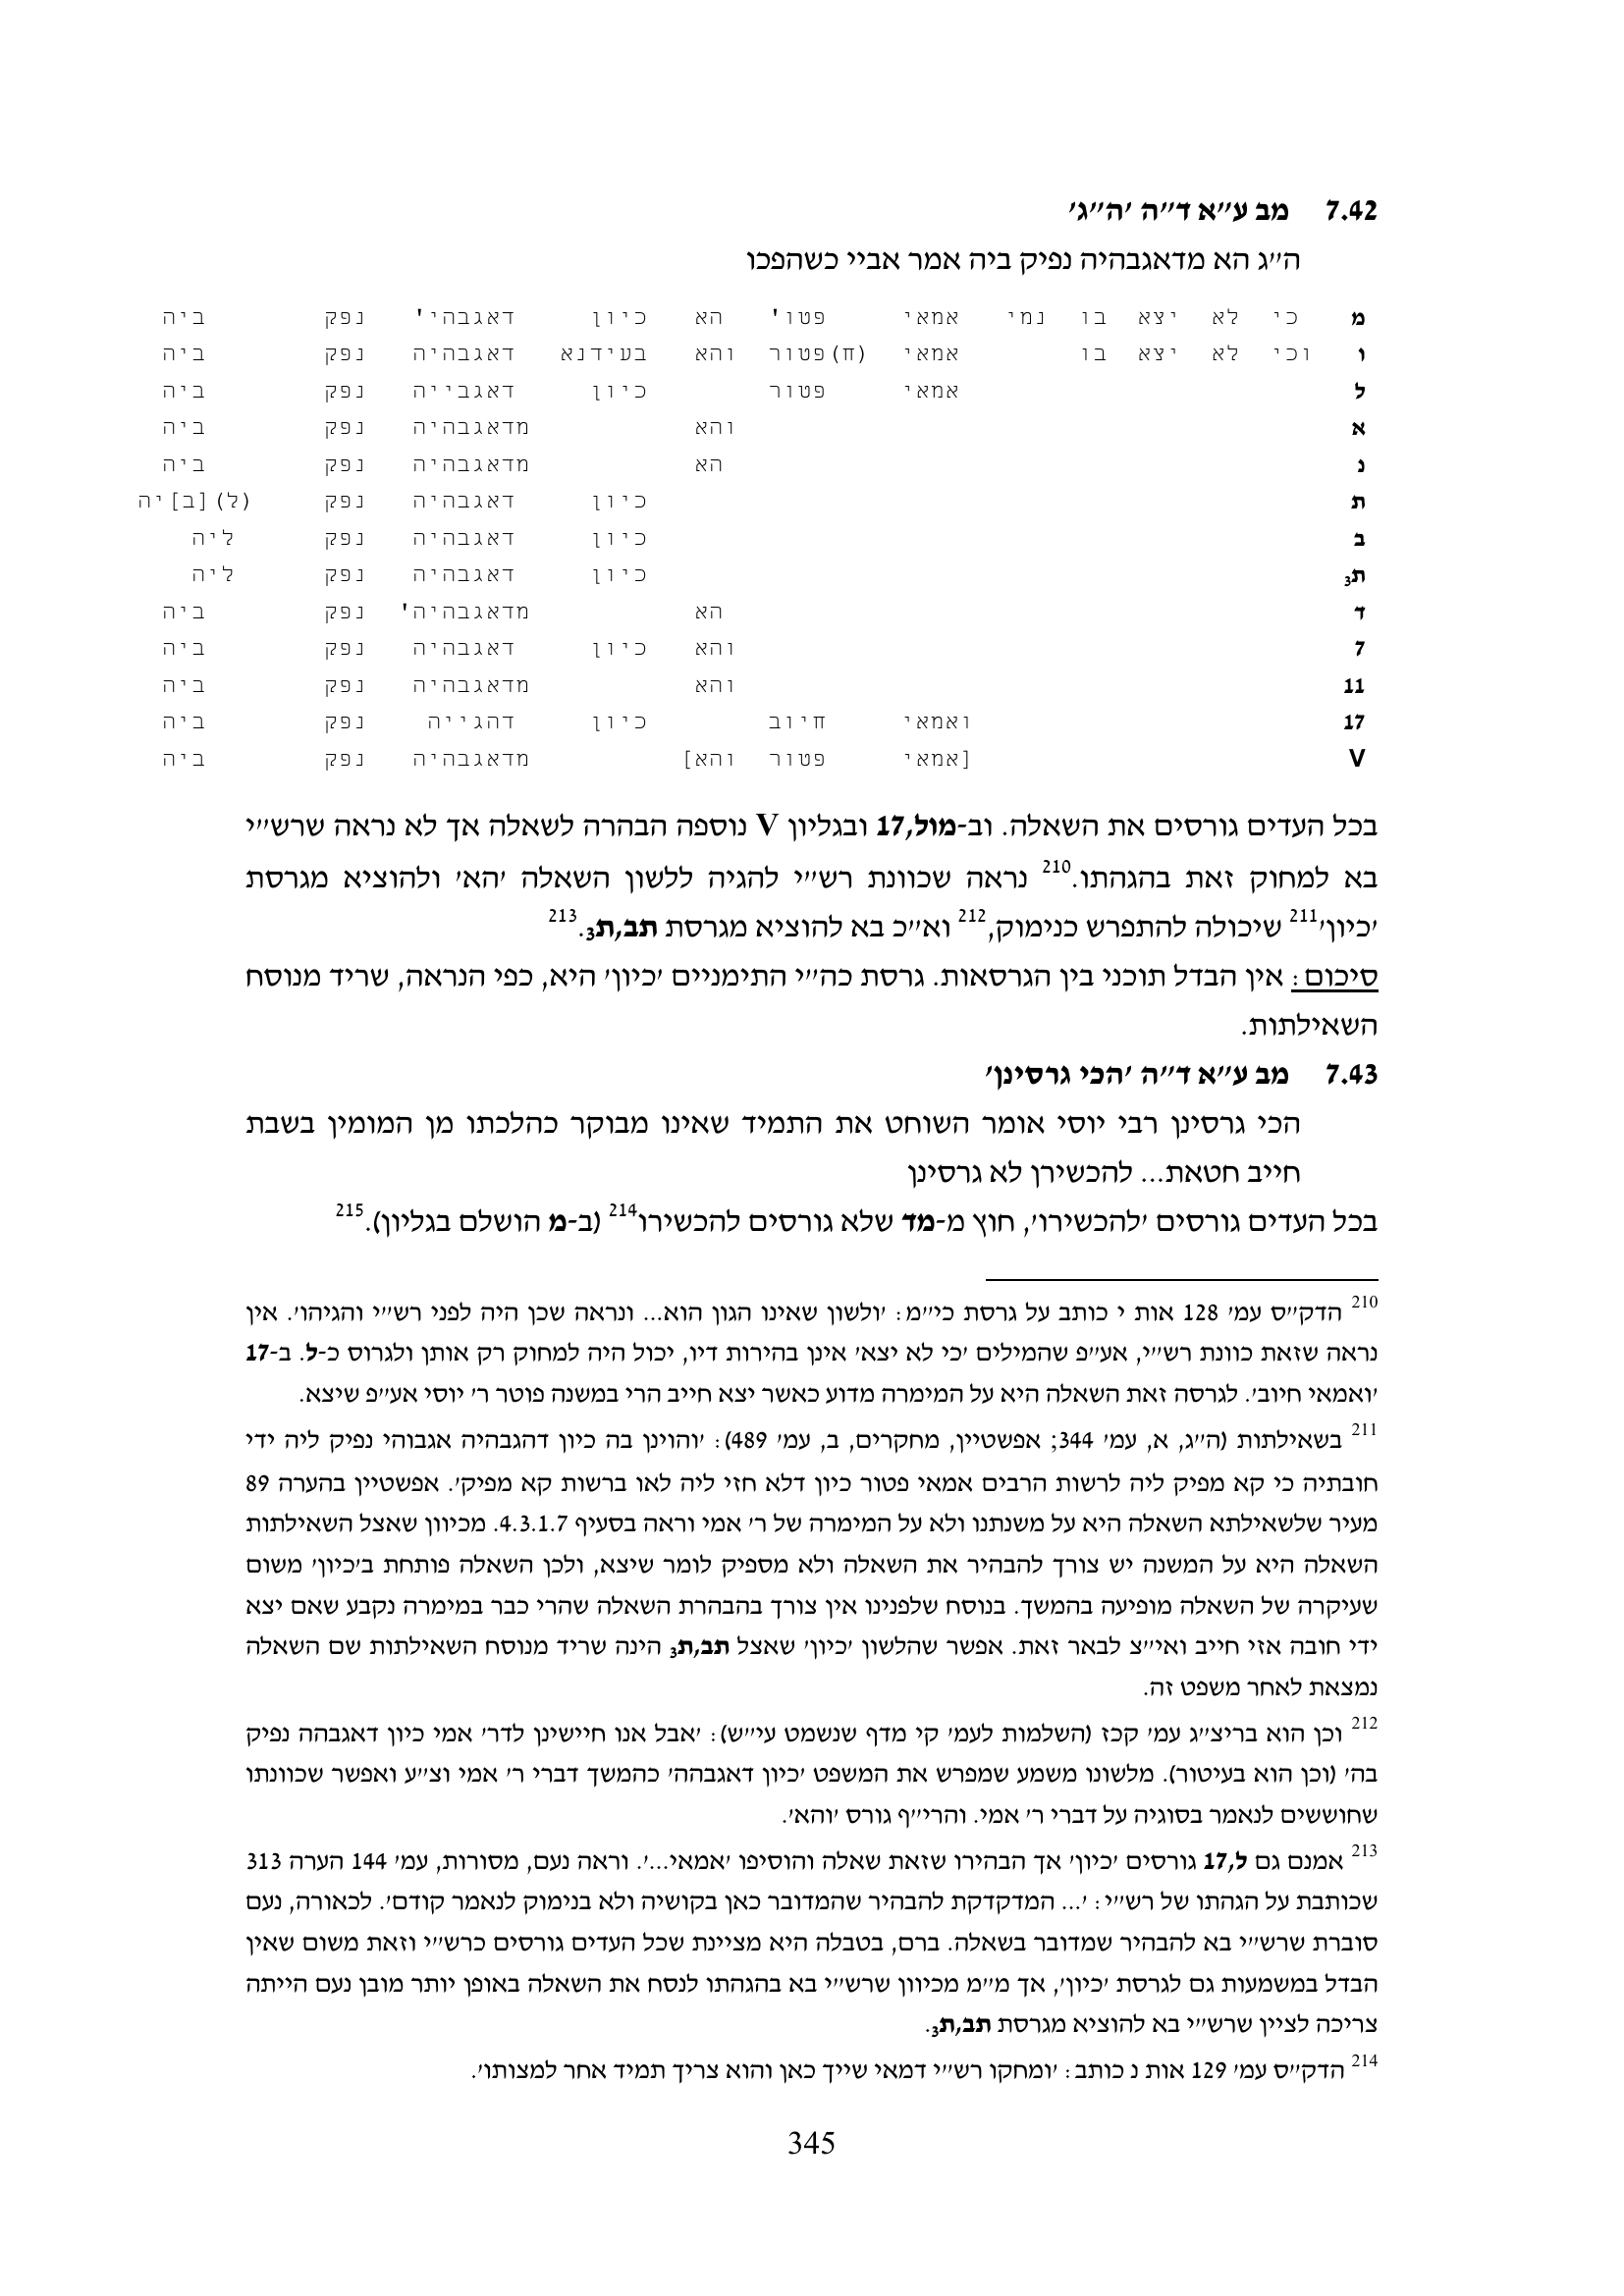 7.42 מב ע״א ד״ה ׳ה״ג׳
ה״ג הא מדאגבהיה נפיק ביה אמר אביי כשהפכו
מ כי לא יצא בו נמי אמאי פטו' הא כיון דאגבהי' נפק ביה
ו וכי לא יצא בו אמאי (ח)פטור והא בעידנא דאגבהיה נפק ביה
ל אמאי פטור כיון דאגבייה נפק ביה
א והא מדאגבהיה נפק ביה
נ הא מדאגבהיה נפק ביה
ת כיון דאגבהיה נפק (ל)[ב]יה
ב כיון דאגבהיה נפק ליה
ת3 כיון דאגבהיה נפק ליה
ד הא מדאגבהיה' נפק ביה
7 והא כיון דאגבהיה נפק ביה
11 והא מדאגבהיה נפק ביה
17 ואמאי חיוב כיון דהגייה נפק ביה
V [אמאי פטור והא] מדאגבהיה נפק ביה
בכל העדים גורסים את השאלה. וב-מול,17 ובגליון V נוספה הבהרה לשאלה אך לא נראה שרש״י
בא למחוק זאת בהגהתו.210 נראה שכוונת רש״י להגיה ללשון השאלה ׳הא׳ ולהוציא מגרסת
׳כיון׳211 שיכולה להתפרש כנימוק,212 וא״כ בא להוציא מגרסת תב,ת3.213
סיכום: אין הבדל תוכני בין הגרסאות. גרסת כה״י התימניים ׳כיון׳ היא, כפי הנראה, שריד מנוסח
השאילתות.
7.43 מב ע״א ד״ה ׳הכי גרסינן׳
הכי גרסינן רבי יוסי אומר השוחט את התמיד שאינו מבוקר כהלכתו מן המומין בשבת
חייב חטאת... להכשירן לא גרסינן
בכל העדים גורסים ׳להכשירו׳, חוץ מ-מד שלא גורסים להכשירו214 (ב-מ הושלם בגליון).215
210 הדק״ס עמ׳ 128 אות י כותב על גרסת כי״מ: ׳ולשון שאינו הגון הוא... ונראה שכן היה לפני רש״י והגיהו׳. אין
נראה שזאת כוונת רש״י, אע״פ שהמילים ׳כי לא יצא׳ אינן בהירות דיו, יכול היה למחוק רק אותן ולגרוס כ-ל. ב-17
׳ואמאי חיוב׳. לגרסה זאת השאלה היא על המימרה מדוע כאשר יצא חייב הרי במשנה פוטר ר׳ יוסי אע״פ שיצא.
211 בשאילתות (ה״ג, א, עמ׳ 344; אפשטיין, מחקרים, ב, עמ׳ 489): ׳והוינן בה כיון דהגבהיה אגבוהי נפיק ליה ידי
חובתיה כי קא מפיק ליה לרשות הרבים אמאי פטור כיון דלא חזי ליה לאו ברשות קא מפיק׳. אפשטיין בהערה 89
מעיר שלשאילתא השאלה היא על משנתנו ולא על המימרה של ר׳ אמי וראה בסעיף 4.3.1.7. מכיוון שאצל השאילתות
השאלה היא על המשנה יש צורך להבהיר את השאלה ולא מספיק לומר שיצא, ולכן השאלה פותחת ב׳כיון׳ משום
שעיקרה של השאלה מופיעה בהמשך. בנוסח שלפנינו אין צורך בהבהרת השאלה שהרי כבר במימרה נקבע שאם יצא
ידי חובה אזי חייב ואי״צ לבאר זאת. אפשר שהלשון ׳כיון׳ שאצל תב,ת3 הינה שריד מנוסח השאילתות שם השאלה
נמצאת לאחר משפט זה.
212 וכן הוא בריצ״ג עמ׳ קכז (השלמות לעמ׳ קי מדף שנשמט עי״ש): ׳אבל אנו חיישינן לדר׳ אמי כיון דאגבהה נפיק
בה׳ (וכן הוא בעיטור). מלשונו משמע שמפרש את המשפט ׳כיון דאגבהה׳ כהמשך דברי ר׳ אמי וצ״ע ואפשר שכוונתו
שחוששים לנאמר בסוגיה על דברי ר׳ אמי. והרי״ף גורס ׳והא׳.
213 אמנם גם ל,17 גורסים ׳כיון׳ אך הבהירו שזאת שאלה והוסיפו ׳אמאי...׳. וראה נעם, מסורות, עמ׳ 144 הערה 313
שכותבת על הגהתו של רש״י: ׳... המדקדקת להבהיר שהמדובר כאן בקושיה ולא בנימוק לנאמר קודם׳. לכאורה, נעם
סוברת שרש״י בא להבהיר שמדובר בשאלה. ברם, בטבלה היא מציינת שכל העדים גורסים כרש״י וזאת משום שאין
הבדל במשמעות גם לגרסת ׳כיון׳, אך מ״מ מכיוון שרש״י בא בהגהתו לנסח את השאלה באופן יותר מובן נעם הייתה
צריכה לציין שרש״י בא להוציא מגרסת תב,ת3.
214 הדק״ס עמ׳ 129 אות נ כותב: ׳ומחקו רש״י דמאי שייך כאן והוא צריך תמיד אחר למצותו׳.
345